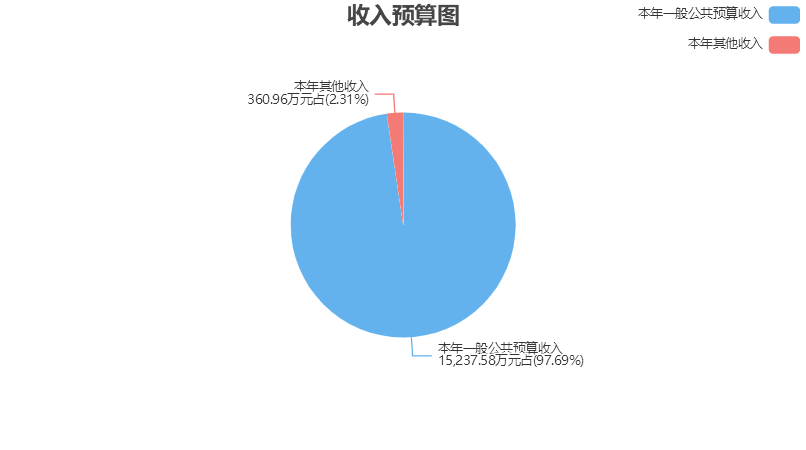 收入预算图
本年一般公共预算收入
本年其他收入
本年其他收入
360.96万元占(2.31%)
本年一般公共预算收入
15,237.58万元占(97.69%)